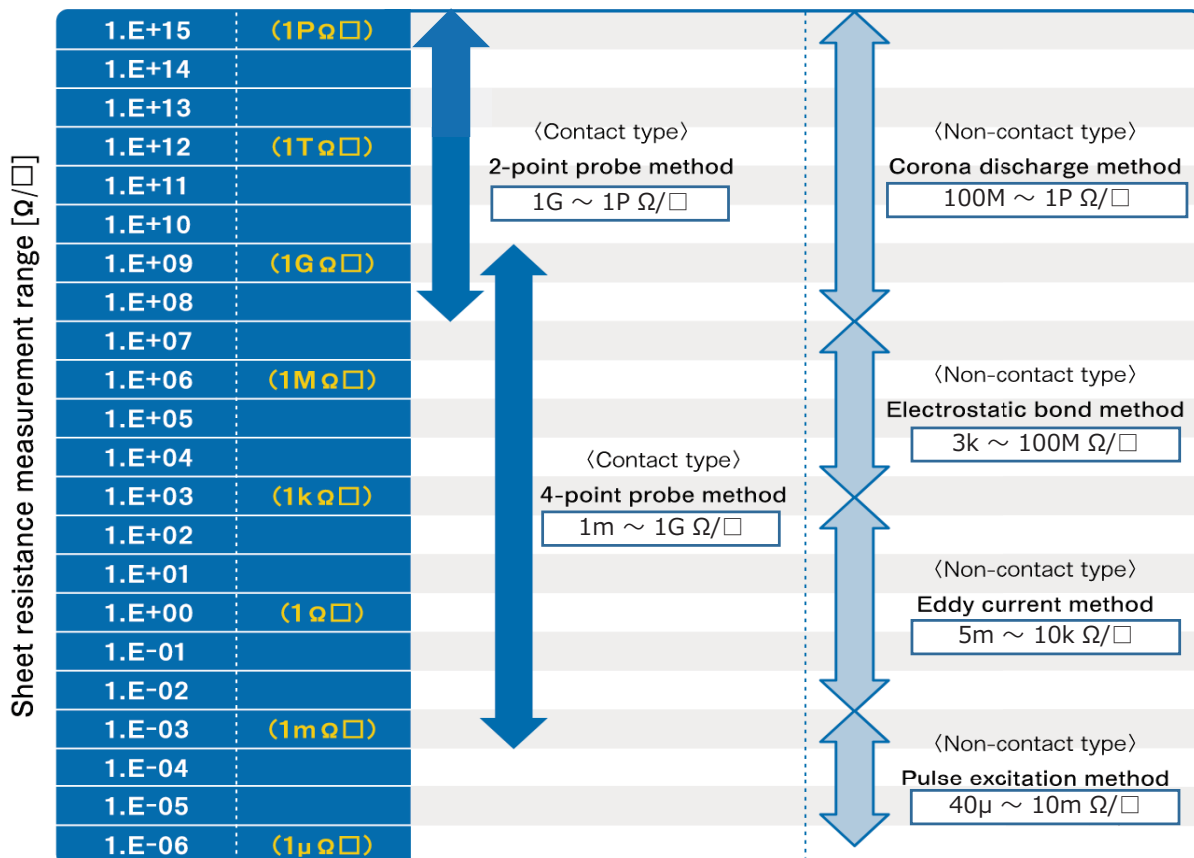 Sheet resistance measurement range [Ω/□]
1.E+15 (1PΩ□)
1.E+14
1.E+13
1.E+12 (1TΩ□)
1.E+11
1.E+10
1.E+09 (1GΩ□)
1.E+08
1.E+07
1.E+06 (1MΩ□)
1.E+05
1.E+04
1.E+03 (1kΩ□)
1.E+02
1.E+01
1.E+00 (1Ω□)
1.E-01
1.E-02
1.E-03 (1mΩ□)
1.E-04
1.E-05
1.E-06 (1μΩ□)
〈Contact type〉
2-point probe method
1G ～ 1P Ω/□
〈Contact type〉
4-point probe method
1m ～ 1G Ω/□
〈Non-contact type〉
Corona discharge method
100M ～ 1P Ω/□
〈Non-contact type〉
Electrostatic bond method
3k ～ 100M Ω/□
〈Non-contact type〉
Eddy current method
5m ～ 10k Ω/□
〈Non-contact type〉
Pulse excitation method
40μ ～ 10m Ω/□